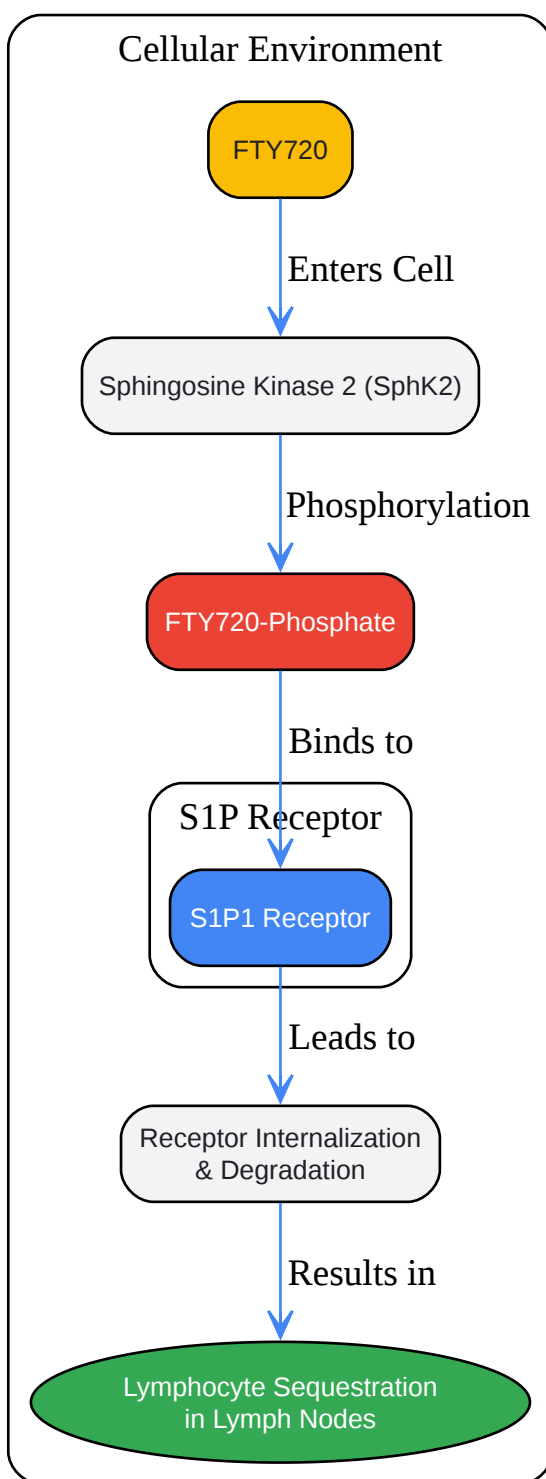 Cellular Environment
FTY720
Enters Cell
Sphingosine Kinase 2 (SphK2)
Phosphorylation
FTY720-Phosphate
Binds to
S1P Receptor
S1P1 Receptor
Leads to
Receptor Internalization
& Degradation
Results in
Lymphocyte Sequestration
in Lymph Nodes